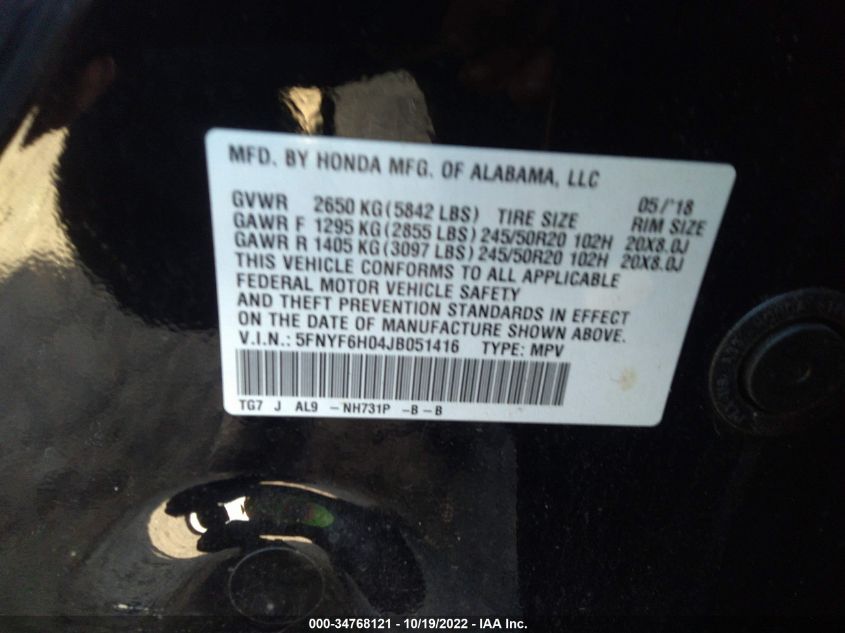 MFD. BY HONDA MFG. OF ALABAMA, LLC
GVWR 2650 KG (5842 LBS) TIRE SIZE 05/'18 RIM SIZE
GAWR F 1295 KG (2855 LBS) 245/50R20 102H 20X8.0J
GAWR R 1405 KG (3097 LBS) 245/50R20 102H 20X8.0J
THIS VEHICLE CONFORMS TO ALL APPLICABLE
FEDERAL MOTOR VEHICLE SAFETY
AND THEFT PREVENTION STANDARDS IN EFFECT
ON THE DATE OF MANUFACTURE SHOWN ABOVE.
V.I.N.: 5FNYF6H04JB051416 TYPE: MPV
TG7 J AL9 - NH731P -B - B
000-34768121 - 10/19/2022 - IAA Inc.